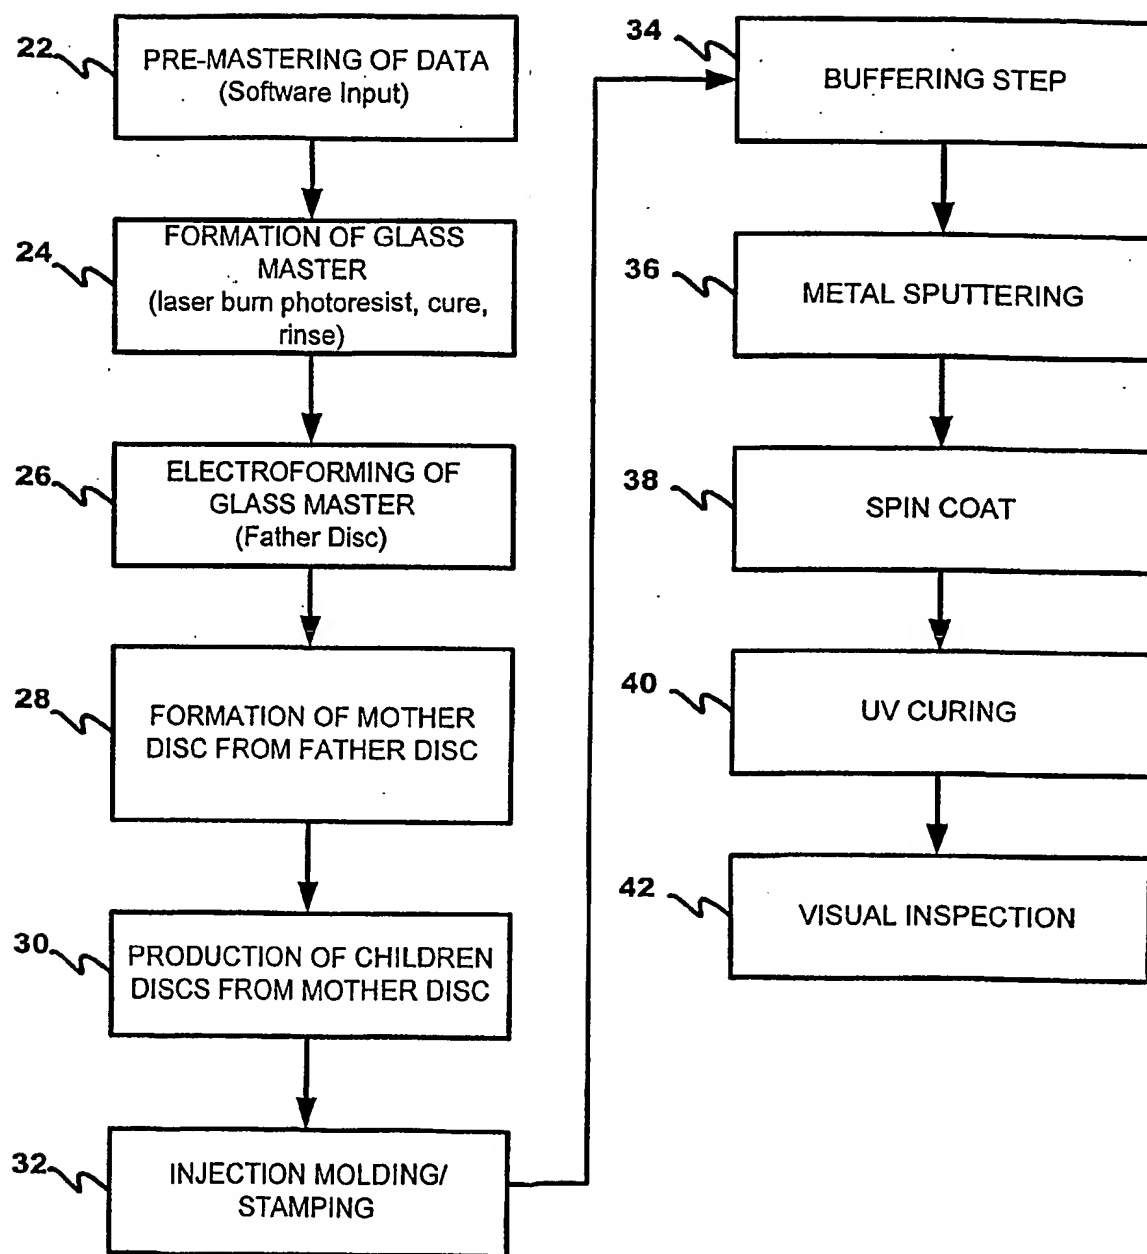 22
PRE-MASTERING OF DATA
(Software Input)
24
FORMATION OF GLASS
MASTER
(laser burn photoresist, cure,
rinse)
26
ELECTROFORMING OF
GLASS MASTER
(Father Disc)
28
FORMATION OF MOTHER
DISC FROM FATHER DISC
30
PRODUCTION OF CHILDREN
DISCS FROM MOTHER DISC
32
INJECTION MOLDING/
STAMPING
34
BUFFERING STEP
36
METAL SPUTTERING
38
SPIN COAT
40
UV CURING
42
VISUAL INSPECTION